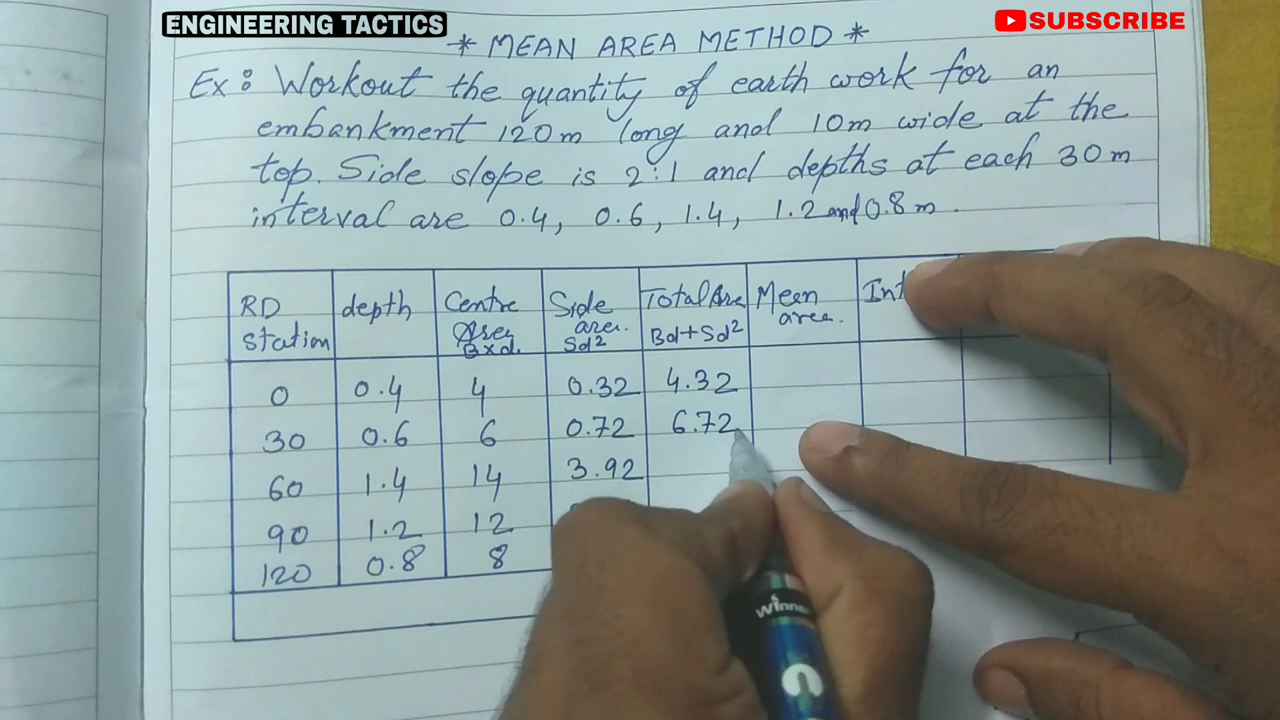 ENGINEERING TACTICS
SUBSCRIBE
* MEAN AREA METHOD *
Ex: Workout the quantity of earth work for an
embankment 120m long and 10m wide at the
top. Side slope is 2:1 and depths at each 30m
interval are 0.4, 0.6, 1.4, 1.2 and 0.8m.
RD Station | depth | Centre Area B×d. | Side area. Sd² | Total Are Bd+Sd² | Mean area. | Int
0 | 0.4 | 4 | 0.32 | 4.32
30 | 0.6 | 6 | 0.72 | 6.72
60 | 1.4 | 14 | 3.92
90 | 1.2 | 12
120 | 0.8 | 8
Winner